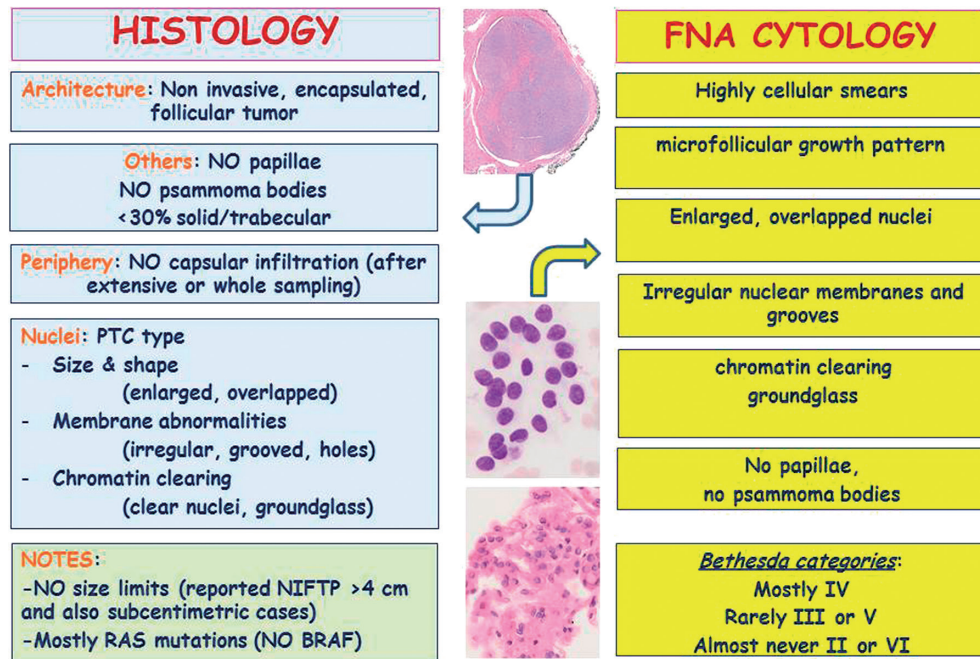 HISTOLOGY
Architecture: Non invasive, encapsulated,
follicular tumor
Others: NO papillae
NO psammoma bodies
<30% solid/trabecular
Periphery: NO capsular infiltration (after
extensive or whole sampling)
Nuclei: PTC type
- Size & shape
(enlarged, overlapped)
- Membrane abnormalities
(irregular, grooved, holes)
- Chromatin clearing
(clear nuclei, groundglass)
NOTES:
-NO size limits (reported NIFTP >4 cm
and also subcentimetric cases)
-Mostly RAS mutations (NO BRAF)
FNA CYTOLOGY
Highly cellular smears
microfollicular growth pattern
Enlarged, overlapped nuclei
Irregular nuclear membranes and
grooves
chromatin clearing
groundglass
No papillae,
no psammoma bodies
Bethesda categories:
Mostly IV
Rarely III or V
Almost never II or VI